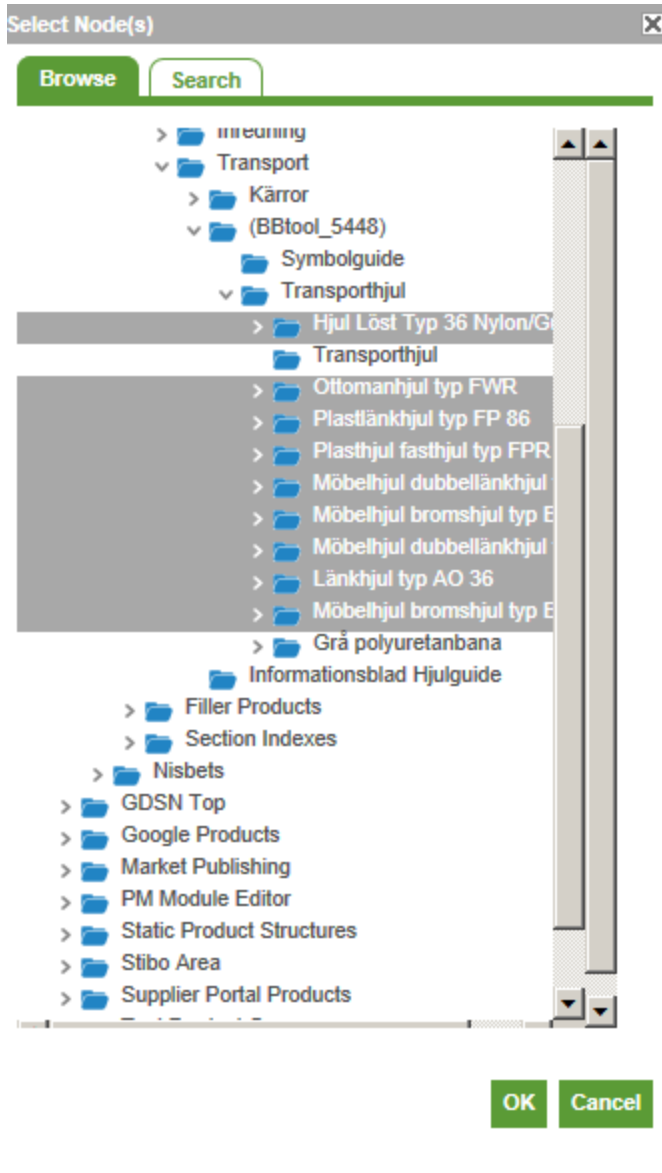 Select Node(s)
Browse
Search
Inredning
Transport
Kärror
(BBtool_5448)
Symbolguide
Transporthjul
Hjul Löst Typ 36 Nylon/G
Transporthjul
Ottomanhjul typ FWR
Plastlänkhjul typ FP 86
Plasthjul fasthjul typ FPR
Möbelhjul dubbellänkhjul
Möbelhjul bromshjul typ E
Möbelhjul dubbellänkhjul
Länkhjul typ AO 36
Möbelhjul bromshjul typ E
Grå polyuretanbana
Informationsblad Hjulguide
Filler Products
Section Indexes
Nisbets
GDSN Top
Google Products
Market Publishing
PM Module Editor
Static Product Structures
Stibo Area
Supplier Portal Products
OK
Cancel